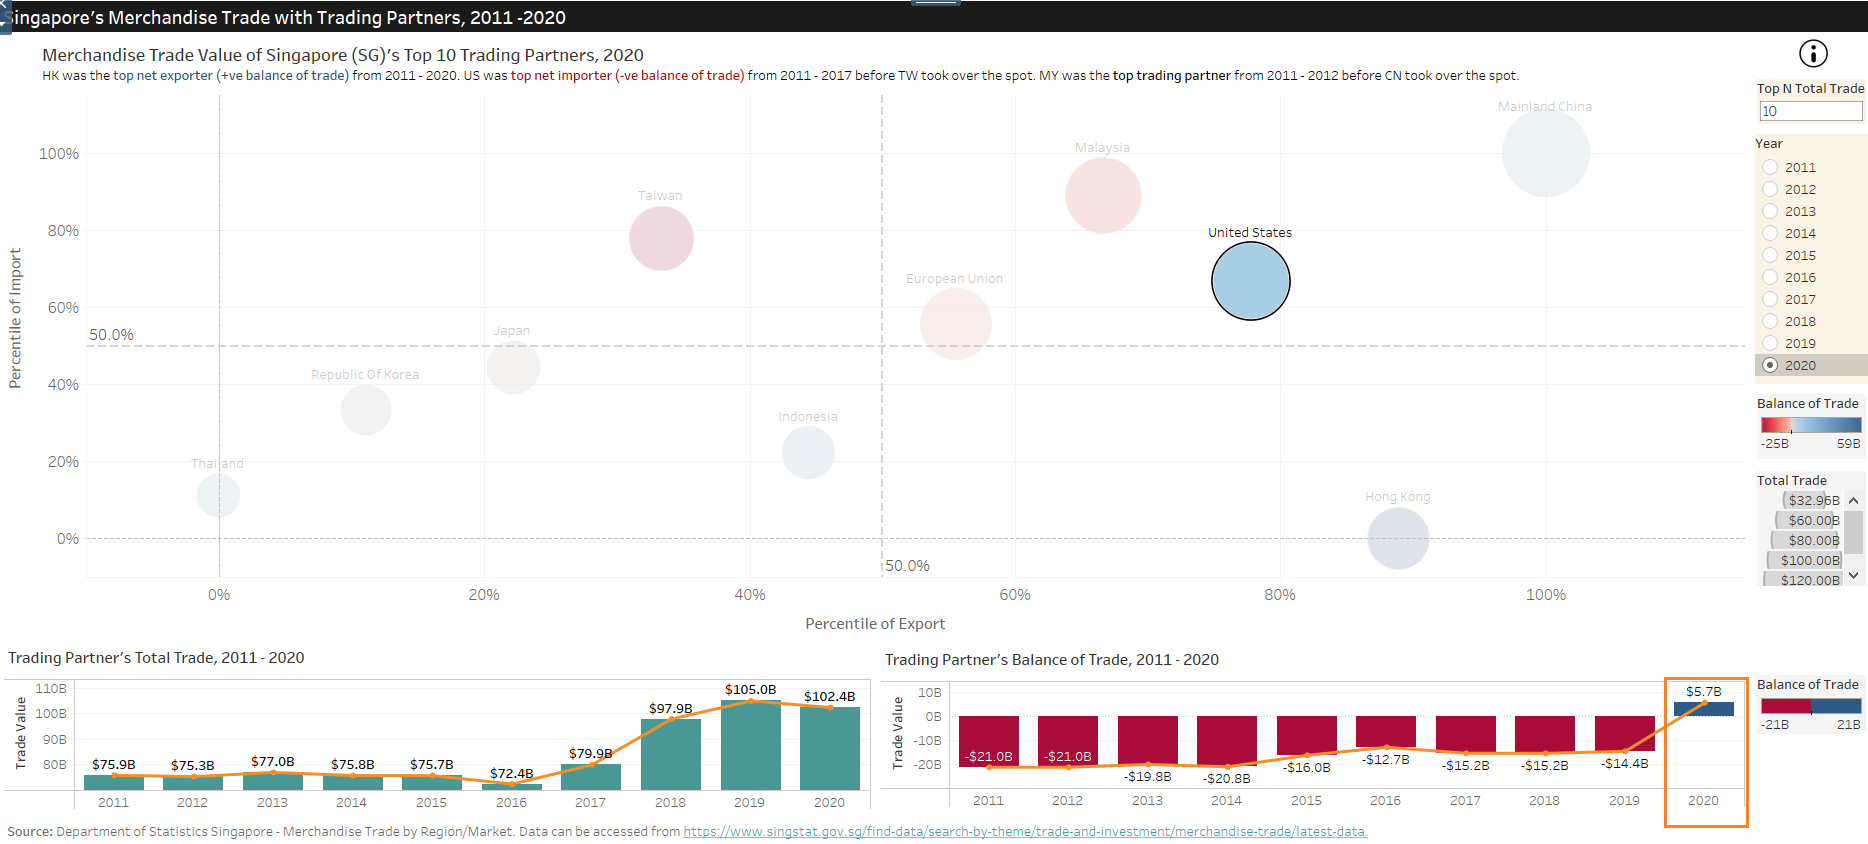 Singapore's Merchandise Trade with Trading Partners, 2011 -2020
Merchandise Trade Value of Singapore (SG)'s Top 10 Trading Partners, 2020
HK was the top net exporter (+ve balance of trade) from 2011 - 2020. US was top net importer (-ve balance of trade) from 2011 - 2017 before TW took over the spot. MY was the top trading partner from 2011 - 2012 before CN took over the spot.
Percentile of Import
100%
80%
60%
40%
20%
0%
50.0%
50.0%
Mainland China
Malaysia
Taiwan
United States
European Union
Japan
Republic Of Korea
Indonesia
Thailand
Hong Kong
0%
20%
40%
60%
80%
100%
Percentile of Export
Top N Total Trade
10
Year
2011
2012
2013
2014
2015
2016
2017
2018
2019
2020
Balance of Trade
-25B
59B
Total Trade
$32.96B
$60.00B
$80.00B
$100.00B
$120.00B
Trading Partner's Total Trade, 2011 - 2020
Trade Value
110B
100B
90B
80B
$75.9B
$75.3B
$77.0B
$75.8B
$75.7B
$72.4B
$79.9B
$97.9B
$105.0B
$102.4B
2011
2012
2013
2014
2015
2016
2017
2018
2019
2020
Trading Partner's Balance of Trade, 2011 - 2020
Trade Value
10B
0B
-10B
-20B
-$21.0B
-$21.0B
-$19.8B
-$20.8B
-$16.0B
-$12.7B
-$15.2B
-$15.2B
-$14.4B
$5.7B
2011
2012
2013
2014
2015
2016
2017
2018
2019
2020
Balance of Trade
-21B
21B
Source: Department of Statistics Singapore - Merchandise Trade by Region/Market. Data can be accessed from https://www.singstat.gov.sg/find-data/search-by-theme/trade-and-investment/merchandise-trade/latest-data.